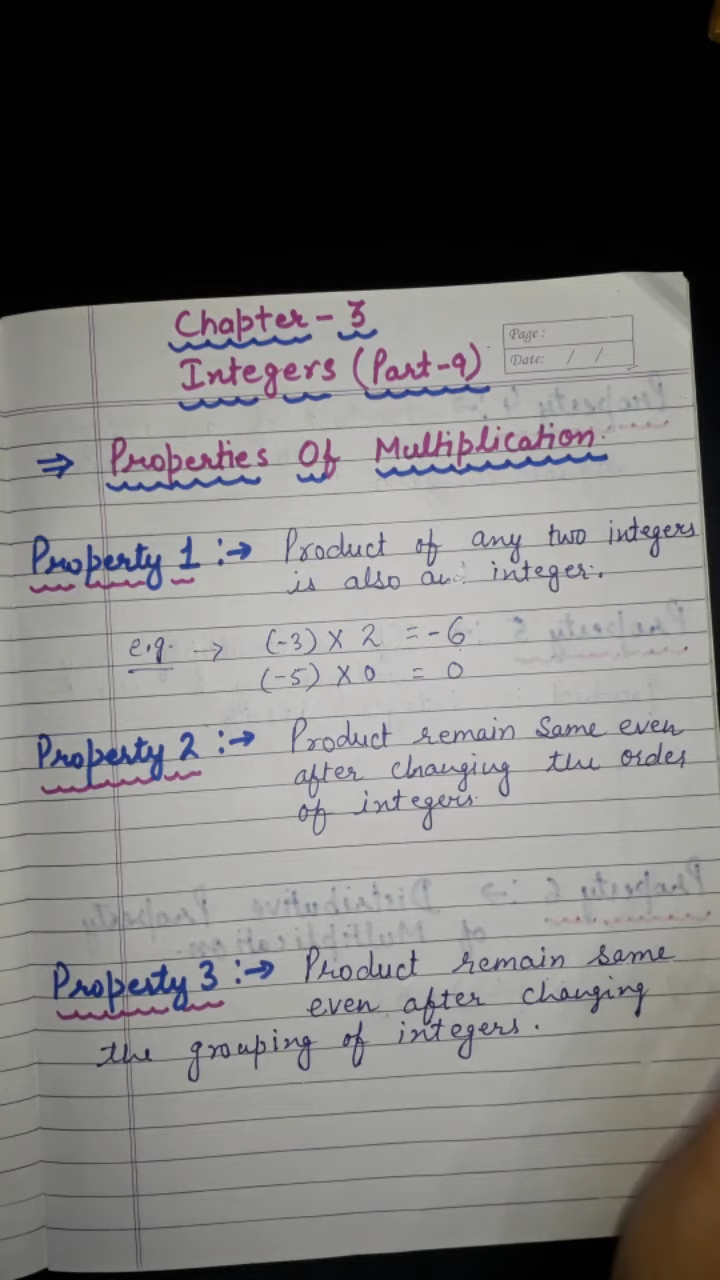 Chapter - 3
Page :
Integers (Part-9)
Date: / /
⇒ Properties Of Multiplication.
Property 1 :→ Product of any two integers
is also an integer.
e.g. → (-3) × 2 = -6
(-5) × 0 = 0
Property 2 :→ Product remain same even
after changing the order
of integers.
Property 3 :→ Product remain same
even after changing
the grouping of integers.